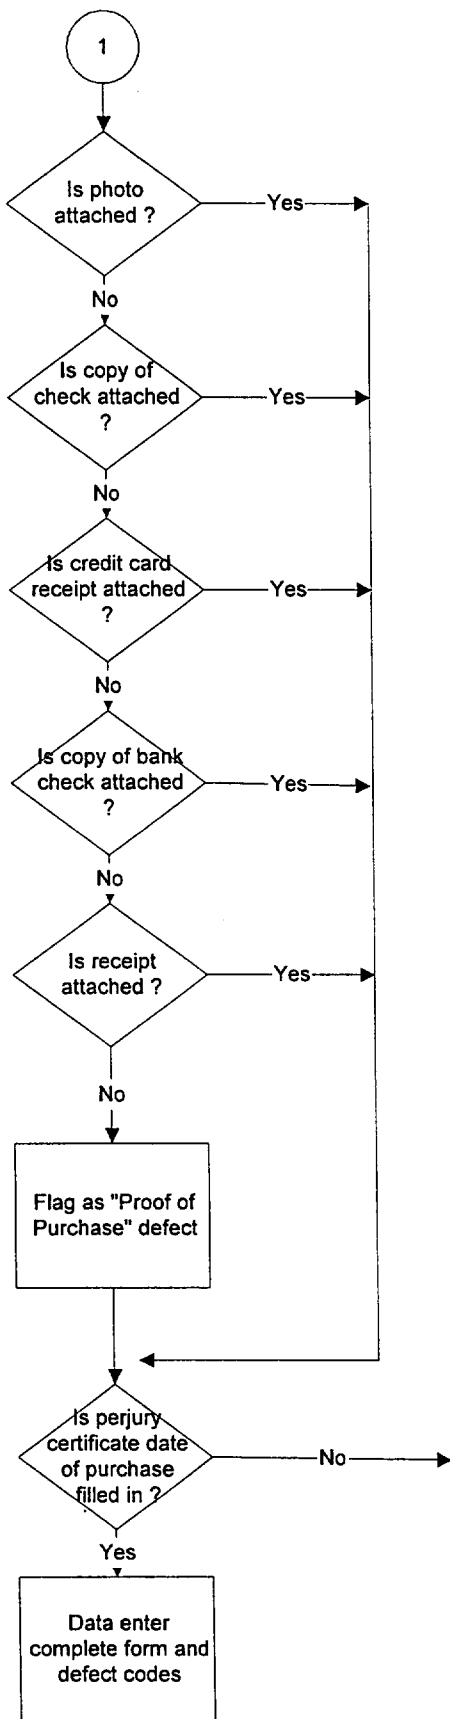 1
Is photo
attached ?
Yes
No
Is copy of
check attached
?
Yes
No
Is credit card
receipt attached
?
Yes
No
Is copy of bank
check attached
?
Yes
No
Is receipt
attached ?
Yes
No
Flag as "Proof of
Purchase" defect
Is perjury
certificate date
of purchase
filled in ?
No
Yes
Data enter
complete form and
defect codes